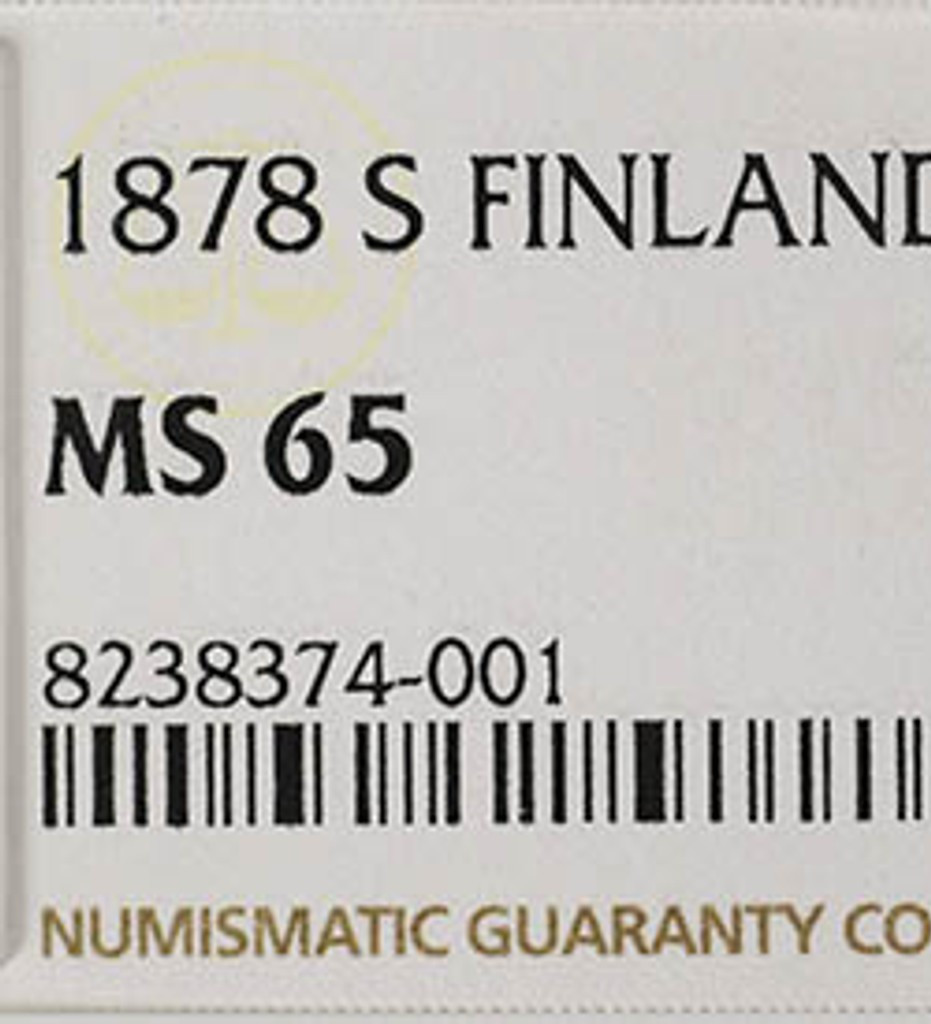 1878 S FINLAND
MS 65
8238374-001
NUMISMATIC GUARANTY CO